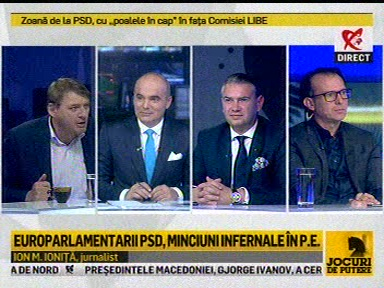 Zoană de la PSD, cu „poalele în cap” în fața Comisiei LIBE
DIRECT
EUROPARLAMENTARII PSD, MINCIUNI INFERNALE ÎN P.E.
ION M. IONIȚĂ, jurnalist
JOCURI
DE PUTERE
A DE NORD // PREȘEDINTELE MACEDONIEI, GJORGE IVANOV, A CER